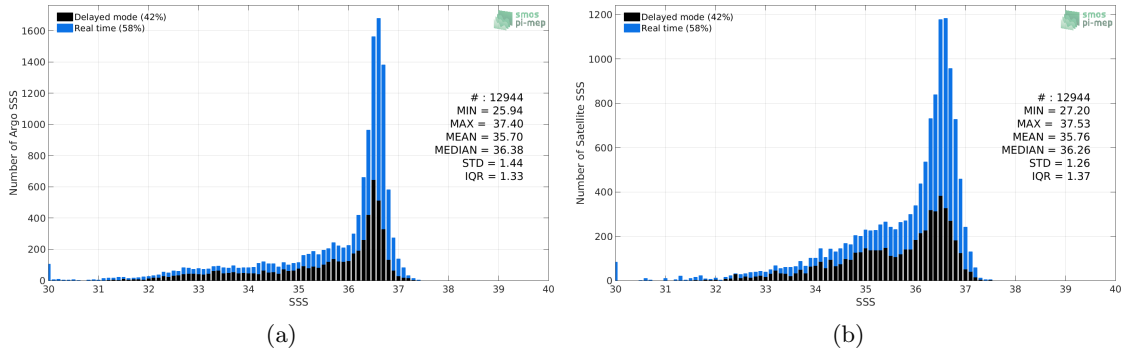 Delayed mode (42%)
Real time (58%)
smos
pi-mep
Number of Argo SSS
1600
1400
1200
1000
800
600
400
200
0
# : 12944
MIN = 25.94
MAX = 37.40
MEAN = 35.70
MEDIAN = 36.38
STD = 1.44
IQR = 1.33
30 31 32 33 34 35 36 37 38 39 40
SSS
(a)
Delayed mode (42%)
Real time (58%)
smos
pi-mep
Number of Satellite SSS
1200
1000
800
600
400
200
0
# : 12944
MIN = 27.20
MAX = 37.53
MEAN = 35.76
MEDIAN = 36.26
STD = 1.26
IQR = 1.37
30 31 32 33 34 35 36 37 38 39 40
SSS
(b)